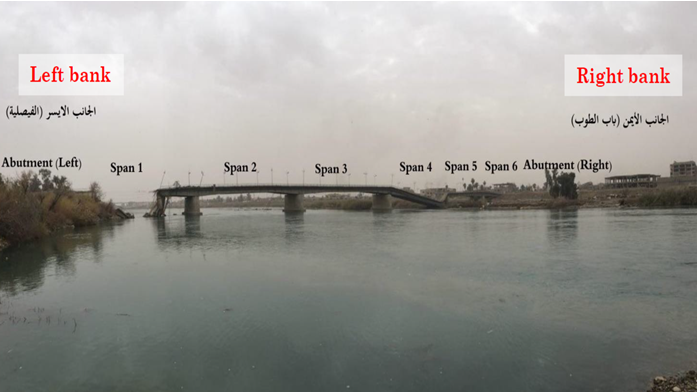 Left bank
الجانب الايسر (الفيصلية)
Right bank
الجانب الأيمن (باب الطوب)
Abutment (Left)
Span 1
Span 2
Span 3
Span 4
Span 5
Span 6
Abutment (Right)